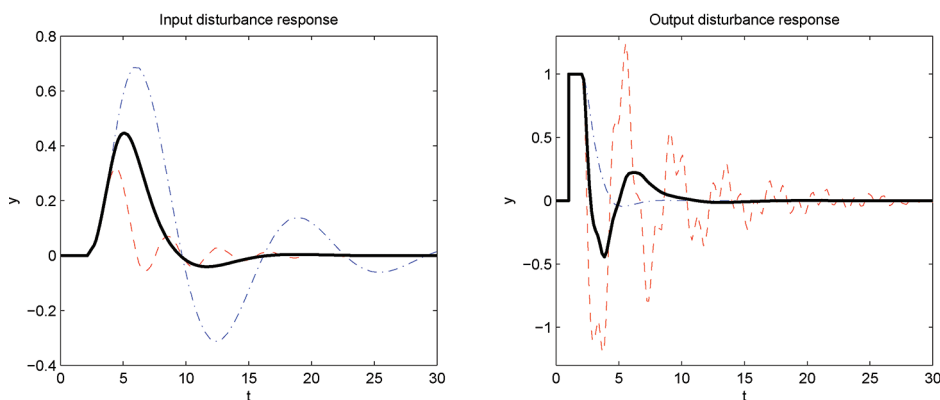 Input disturbance response
0.8
0.6
0.4
0.2
0
−0.2
−0.4
y
0 5 10 15 20 25 30
t
Output disturbance response
1
0.5
0
−0.5
−1
y
0 5 10 15 20 25 30
t